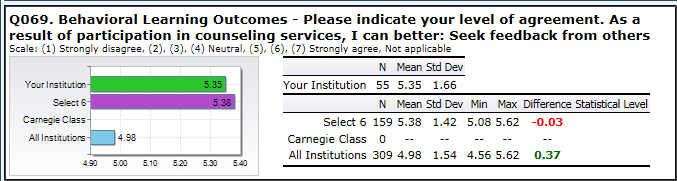 Q069. Behavioral Learning Outcomes - Please indicate your level of agreement. As a
result of participation in counseling services, I can better: Seek feedback from others
Scale: (1) Strongly disagree, (2), (3), (4) Neutral, (5), (6), (7) Strongly agree, Not applicable
Your Institution 5.35
Select 6 5.38
Carnegie Class
All Institutions 4.98
4.90 5.00 5.10 5.20 5.30 5.30 5.40
N Mean Std Dev
Your Institution 55 5.35 1.66
N Mean Std Dev Min Max Difference Statistical Level
Select 6 159 5.38 1.42 5.08 5.62 -0.03
Carnegie Class 0 -- -- -- -- --
All Institutions 309 4.98 1.54 4.56 5.62 0.37